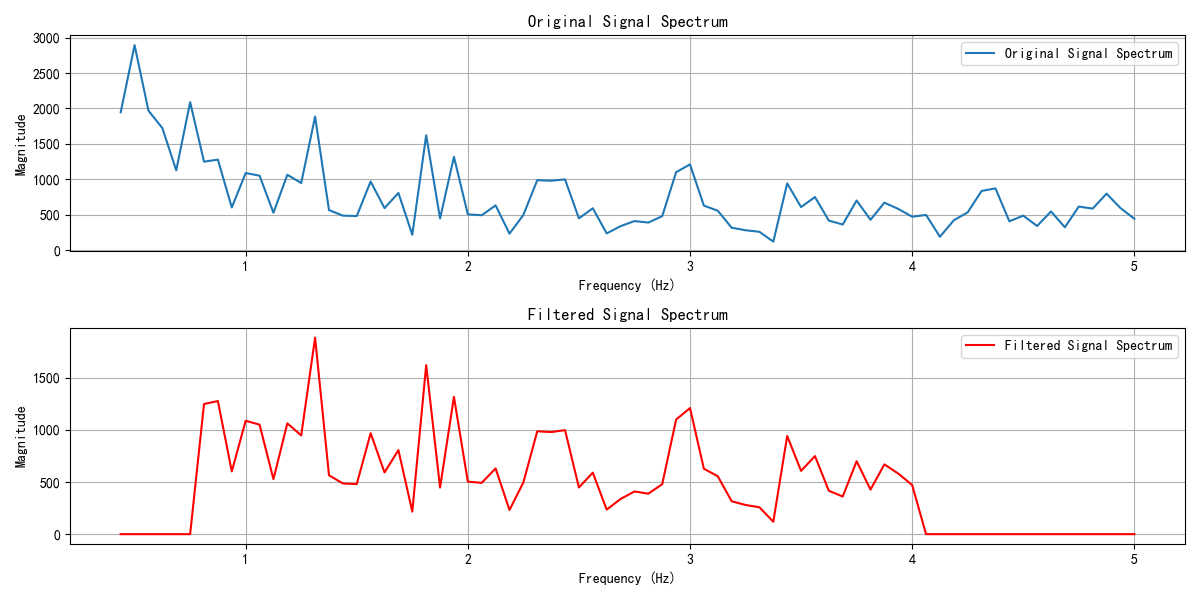 Original Signal Spectrum
3000
2500
2000
1500
1000
500
0
Magnitude
Original Signal Spectrum
1 2 3 4 5
Frequency (Hz)
Filtered Signal Spectrum
1500
1000
500
0
Magnitude
Filtered Signal Spectrum
1 2 3 4 5
Frequency (Hz)